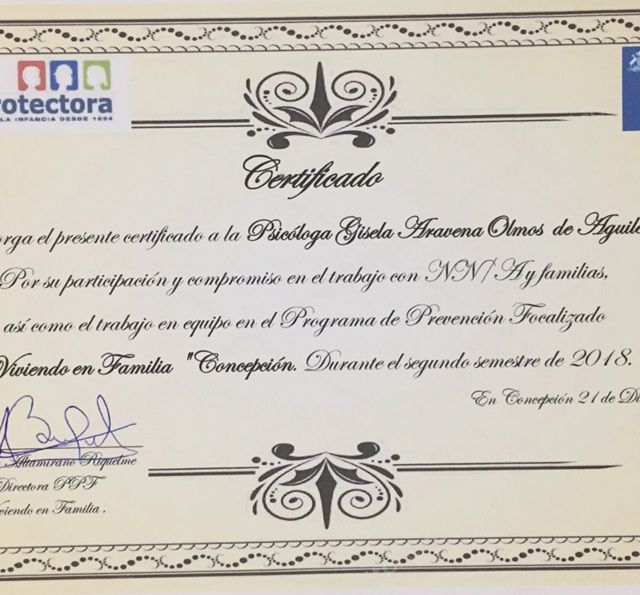 rotectora
LA INFANCIA DESDE 1894
Certificado
orga el presente certificado a la Psicóloga Gisela Aravena Olmos de Aguile
Por su participación y compromiso en el trabajo con NN/A y familias,
así como el trabajo en equipo en el Programa de Prevención Focalizado
Viviendo en Familia "Concepción. Durante el segundo semestre de 2018.
En Concepción 21 de Di
Altamirano Riquelme
Directora PPF
viendo en Familia .